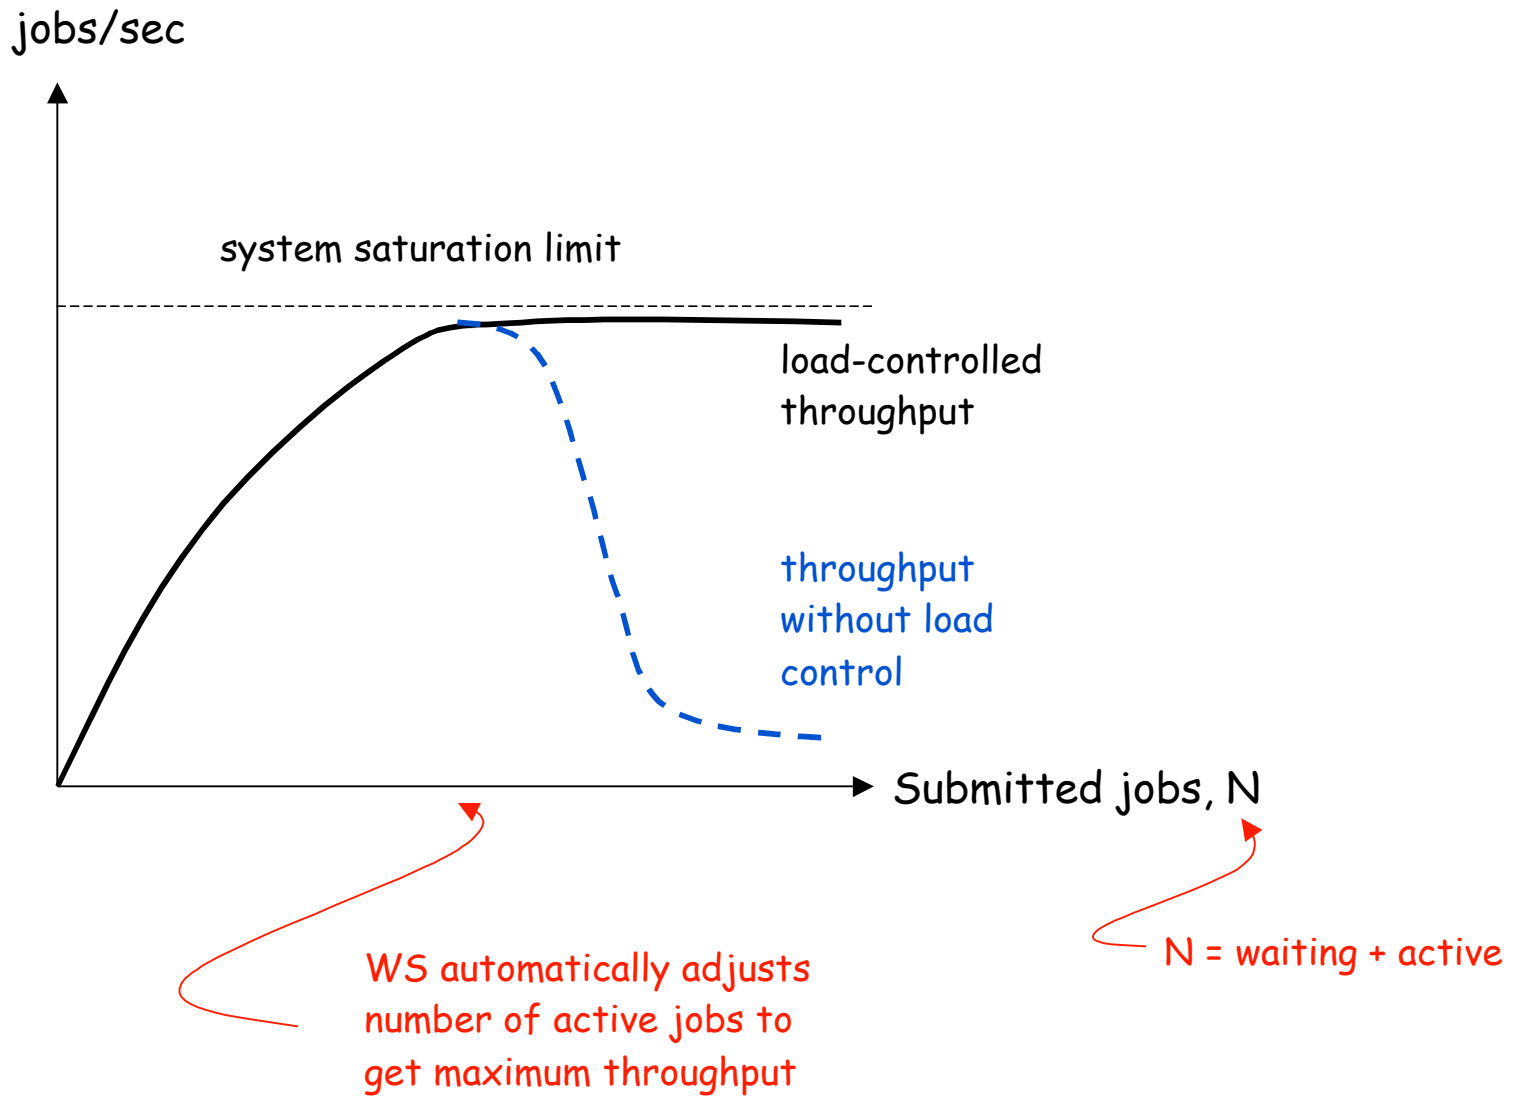 jobs/sec
system saturation limit
load-controlled
throughput
throughput
without load
control
Submitted jobs, N
N = waiting + active
WS automatically adjusts
number of active jobs to
get maximum throughput